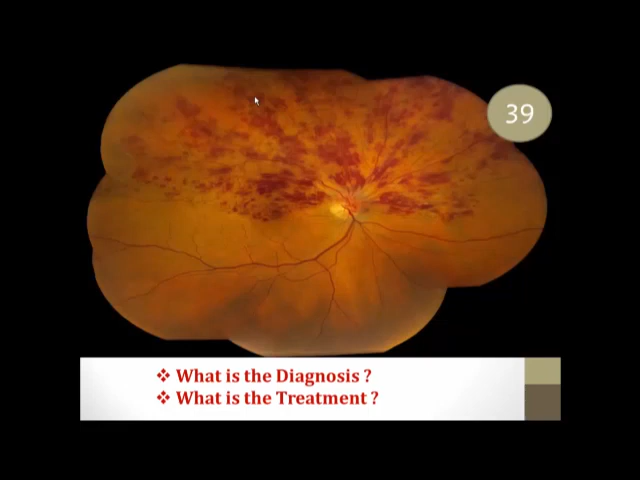 39
❖ What is the Diagnosis ?
❖ What is the Treatment ?